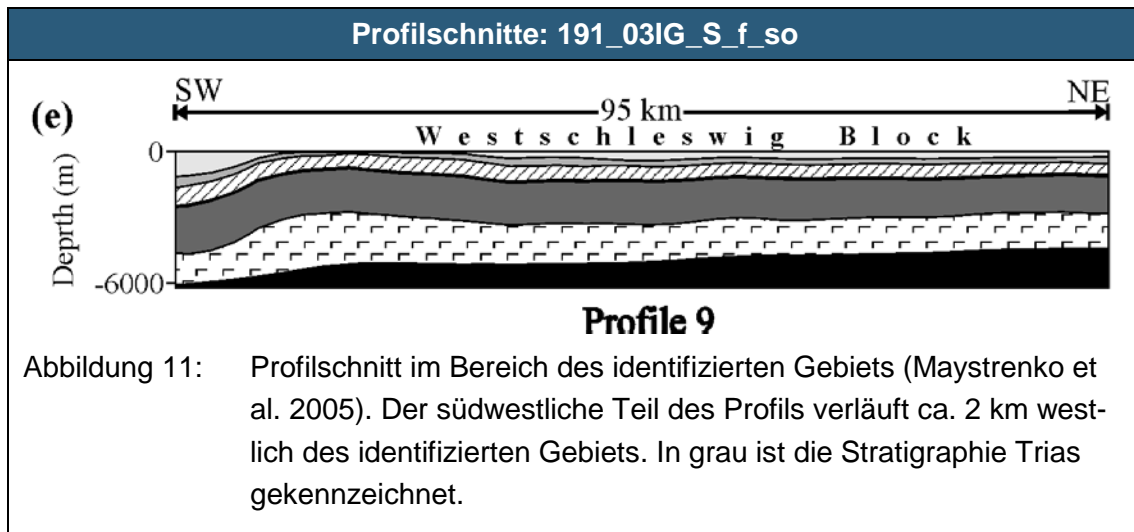 Profilschnitte: 191_03IG_S_f_so
(e)
SW
NE
95 km
Westschleswig Block
0
Deprth (m)
-6000
Profile 9
Abbildung 11: Profilschnitt im Bereich des identifizierten Gebiets (Maystrenko et
al. 2005). Der südwestliche Teil des Profils verläuft ca. 2 km west-
lich des identifizierten Gebiets. In grau ist die Stratigraphie Trias
gekennzeichnet.